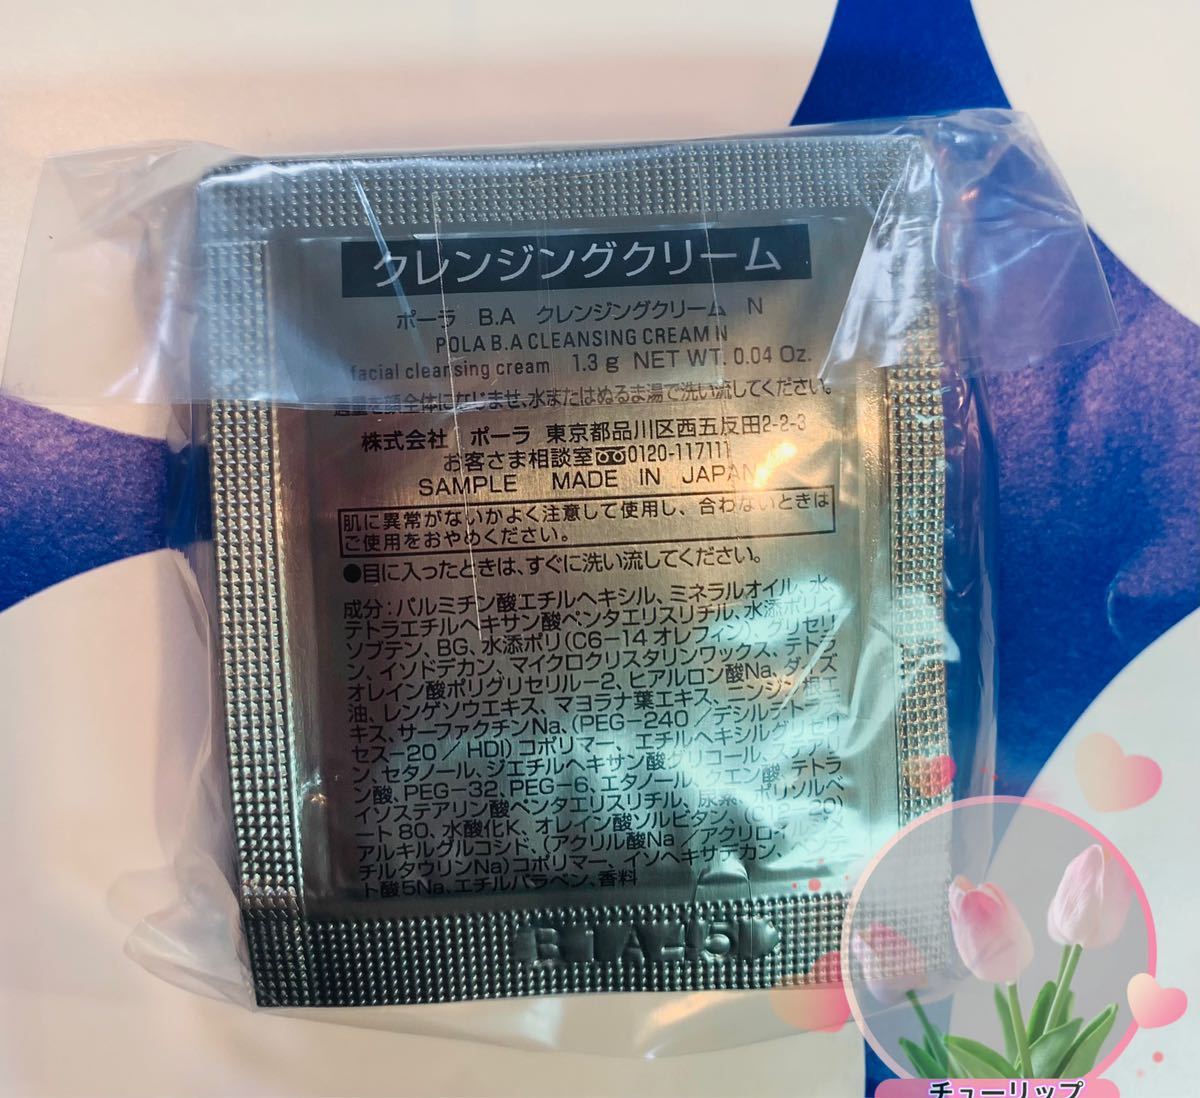 クレンジングクリーム
ポーラ B.A クレンジングクリーム N
POLA B.A CLEANSING CREAM N
facial cleansing cream 1.3 g NET WT. 0.04 Oz.
適量を顔全体になじませ、水またはぬるま湯で洗い流してください。
株式会社 ポーラ 東京都品川区西五反田2-2-3
お客さま相談室 0120-117111
SAMPLE MADE IN JAPAN
肌に異常がないかよく注意して使用し、合わないときは
ご使用をおやめください。
●目に入ったときは、すぐに洗い流してください。
成分：パルミチン酸エチルヘキシル、ミネラルオイル、水、
テトラエチルヘキサン酸ペンタエリスリチル、水添ポリイ
ソブテン、BG、水添ポリ(C6-14 オレフィン)、グリセリ
ン、イソドデカン、マイクロクリスタリンワックス、テトラ
オレイン酸ポリグリセリル-2、ヒアルロン酸Na、ダイズ
油、レンゲソウエキス、マヨラナ葉エキス、ニンジン根エ
キス、サーファクチンNa、(PEG-240／デシルテトラデ
セス-20／HDI)コポリマー、エチルヘキシルグリセリ
ン、セタノール、ジエチルヘキサン酸グリコール、ステアリ
ン酸、PEG-32、PEG-6、エタノール、クエン酸、テトラ
イソステアリン酸ペンタエリスリチル、尿素、ポリソルベ
ート80、水酸化K、オレイン酸ソルビタン、(C12-20)
アルキルグルコシド、(アクリル酸Na／アクリロイルジメ
チルタウリンNa)コポリマー、イソヘキサデカン、ペンテ
ト酸5Na、エチルパラベン、香料
チューリップ